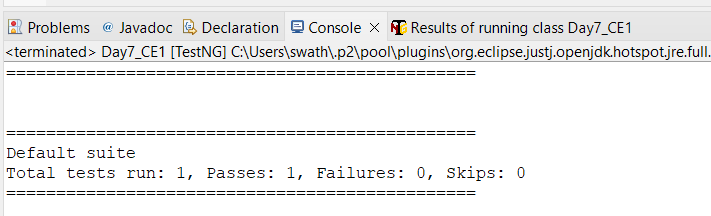 Problems @ Javadoc Declaration Console Results of running class Day7_CE1
<terminated> Day7_CE1 [TestNG] C:\Users\swath\.p2\pool\plugins\org.eclipse.justj.openjdk.hotspot.jre.full.
===============================================
===============================================
Default suite
Total tests run: 1, Passes: 1, Failures: 0, Skips: 0
===============================================